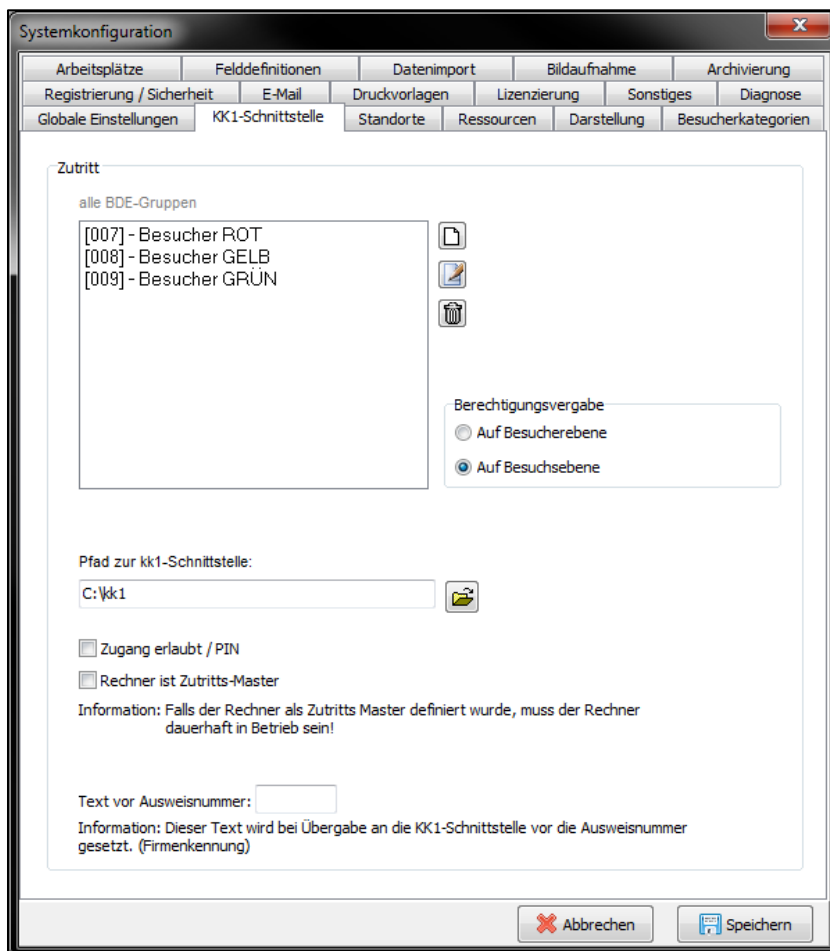 Systemkonfiguration
Arbeitsplätze Felddefinitionen Datenimport Bildaufnahme Archivierung
Registrierung / Sicherheit E-Mail Druckvorlagen Lizenzierung Sonstiges Diagnose
Globale Einstellungen KK1-Schnittstelle Standorte Ressourcen Darstellung Besucherkategorien
Zutritt
alle BDE-Gruppen
[007] - Besucher ROT
[008] - Besucher GELB
[009] - Besucher GRÜN
Berechtigungsvergabe
Auf Besucherebene
Auf Besuchsebene
Pfad zur kk1-Schnittstelle:
C:\kk1
Zugang erlaubt / PIN
Rechner ist Zutritts-Master
Information: Falls der Rechner als Zutritts Master definiert wurde, muss der Rechner
dauerhaft in Betrieb sein!
Text vor Ausweisnummer:
Information: Dieser Text wird bei Übergabe an die KK1-Schnittstelle vor die Ausweisnummer
gesetzt. (Firmenkennung)
Abbrechen Speichern